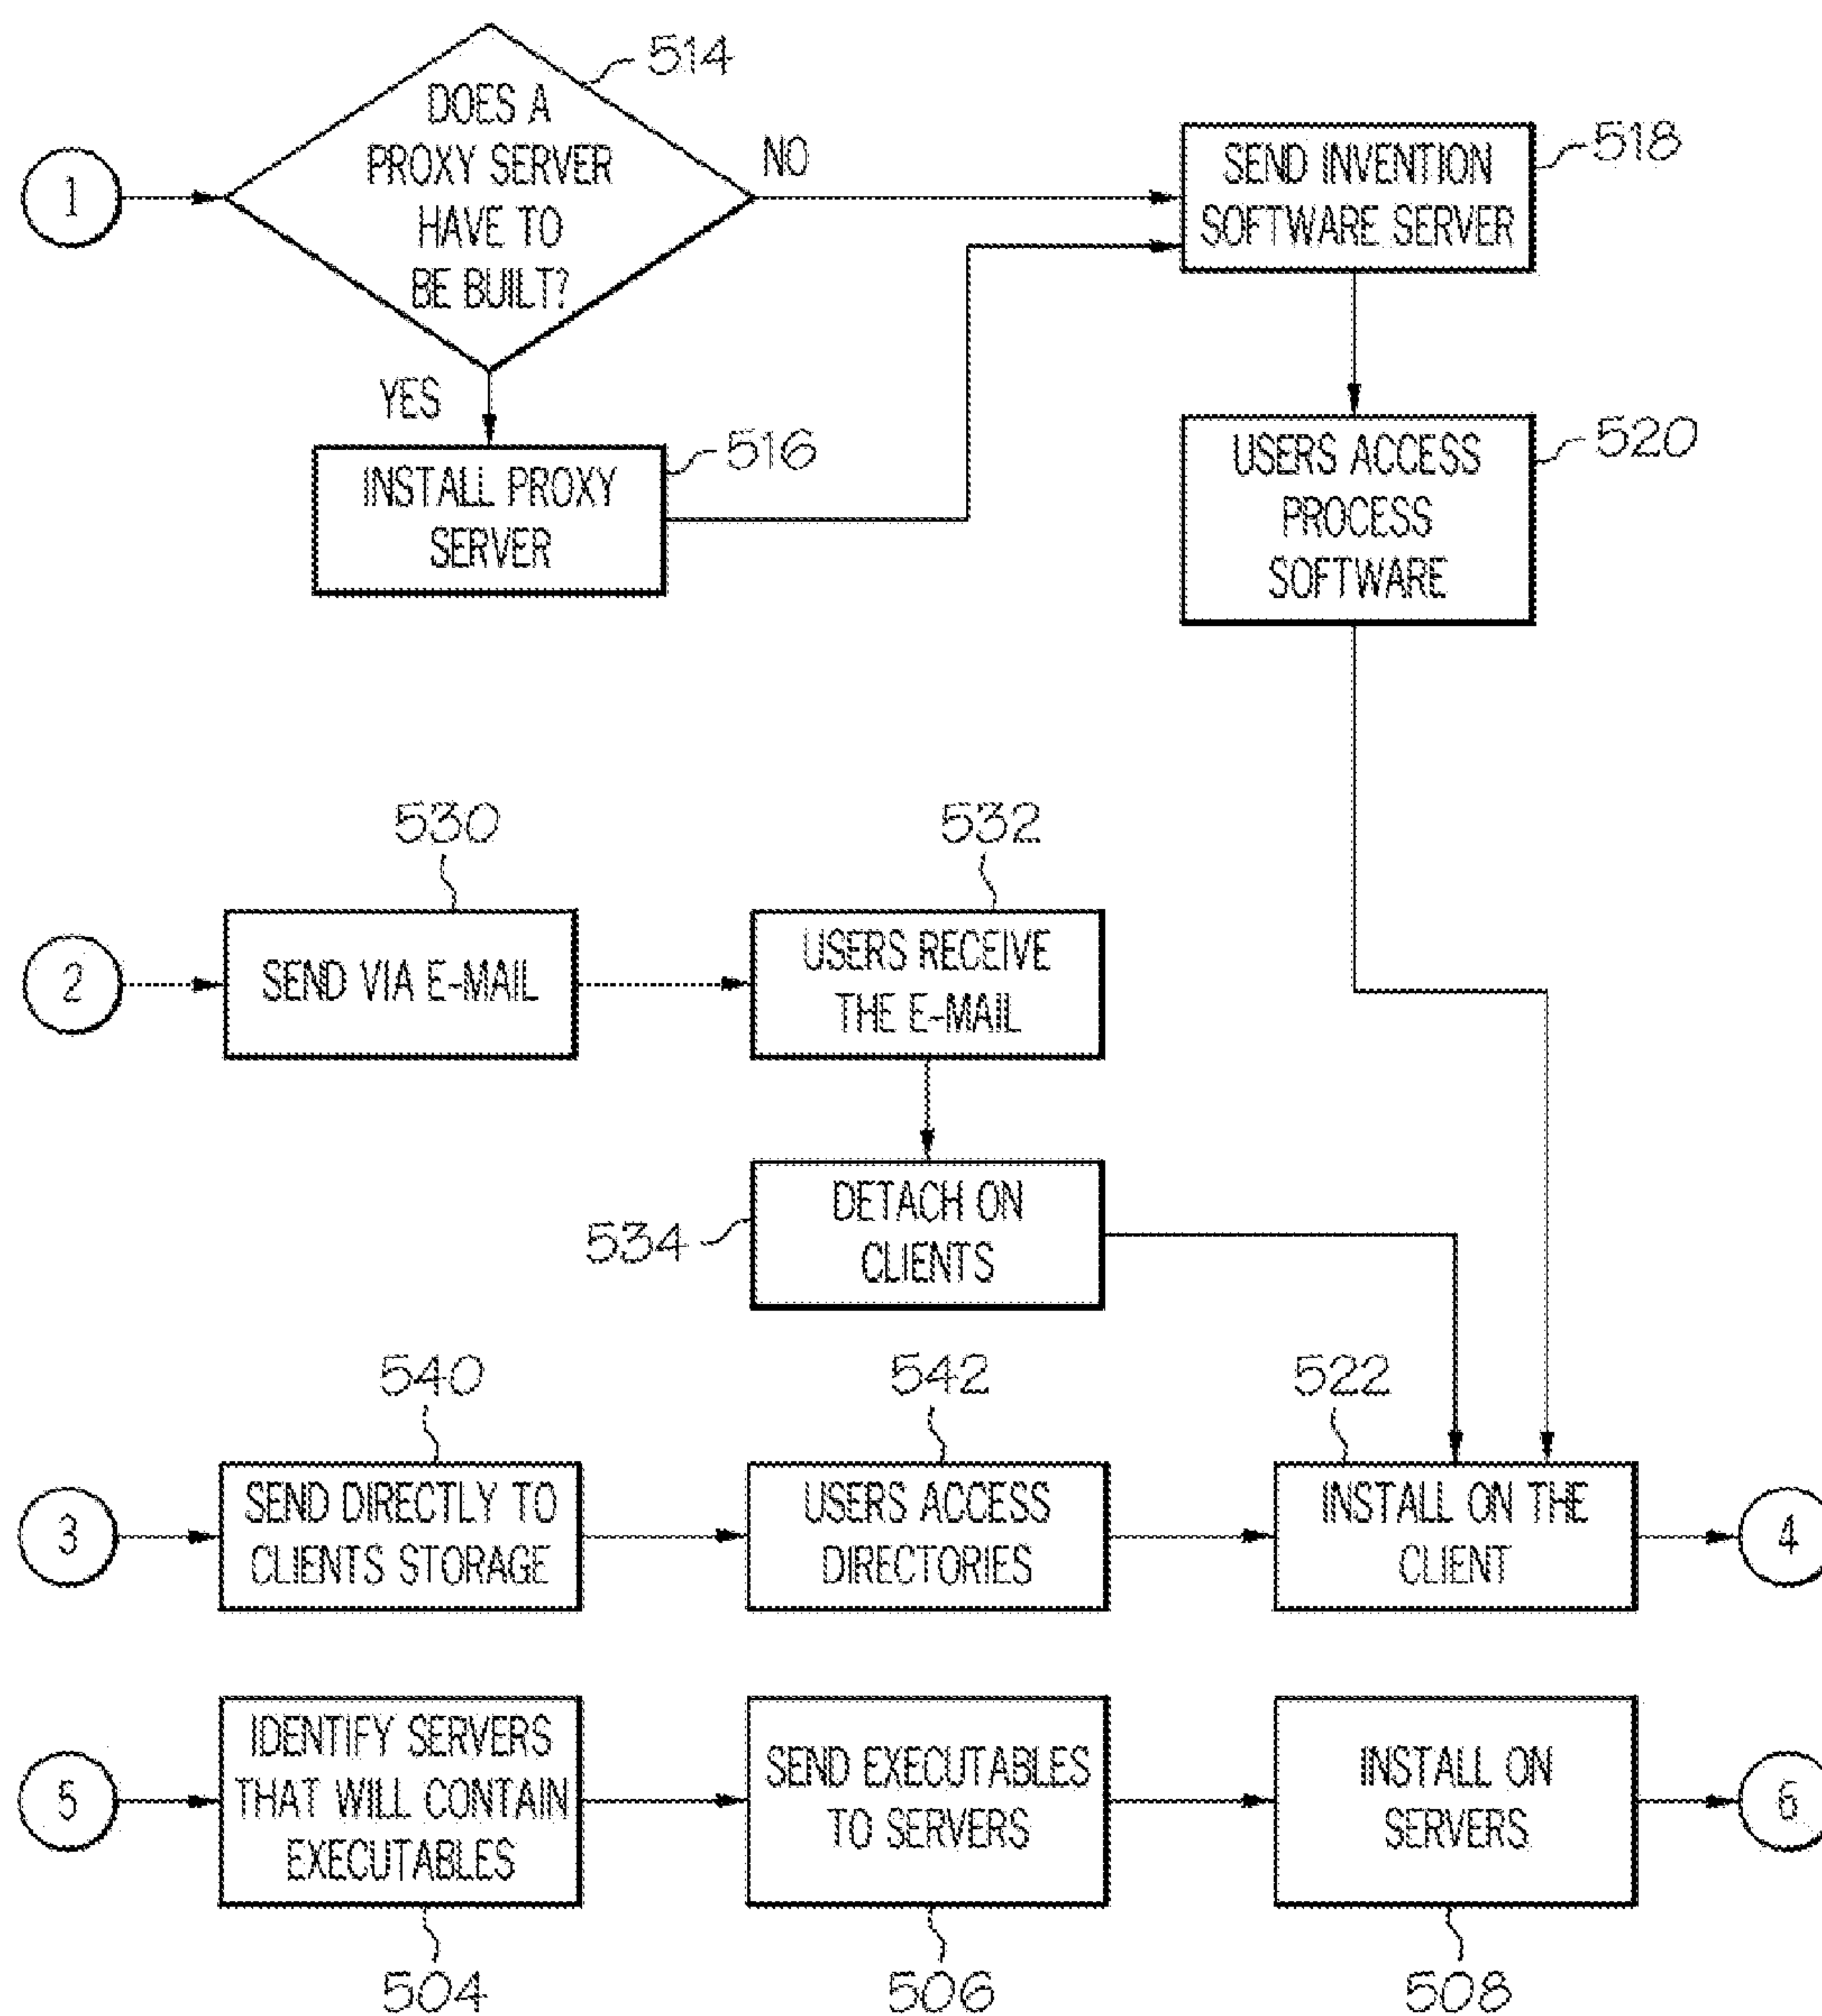 514
DOES A
PROXY SERVER
HAVE TO
BE BUILT?
1
NO
YES
516
INSTALL PROXY
SERVER
518
SEND INVENTION
SOFTWARE SERVER
520
USERS ACCESS
PROCESS
SOFTWARE
530
532
2
SEND VIA E-MAIL
USERS RECEIVE
THE E-MAIL
534
DETACH ON
CLIENTS
540
542
522
3
SEND DIRECTLY TO
CLIENTS STORAGE
USERS ACCESS
DIRECTORIES
INSTALL ON THE
CLIENT
4
5
IDENTIFY SERVERS
THAT WILL CONTAIN
EXECUTABLES
SEND EXECUTABLES
TO SERVERS
INSTALL ON
SERVERS
6
504
506
508